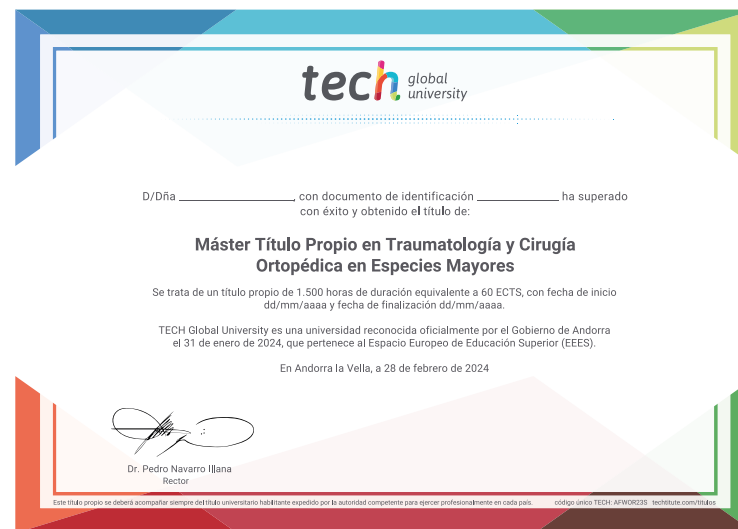 tech global university
D/Dña ____________________, con documento de identificación ______________ ha superado
con éxito y obtenido el título de:
Máster Título Propio en Traumatología y Cirugía
Ortopédica en Especies Mayores
Se trata de un título propio de 1.500 horas de duración equivalente a 60 ECTS, con fecha de inicio
dd/mm/aaaa y fecha de finalización dd/mm/aaaa.
TECH Global University es una universidad reconocida oficialmente por el Gobierno de Andorra
el 31 de enero de 2024, que pertenece al Espacio Europeo de Educación Superior (EEES).
En Andorra la Vella, a 28 de febrero de 2024
Dr. Pedro Navarro Illana
Rector
Este título propio se deberá acompañar siempre del título universitario habilitante expedido por la autoridad competente para ejercer profesionalmente en cada país. código único TECH: AFWOR23S techtitute.com/titulos